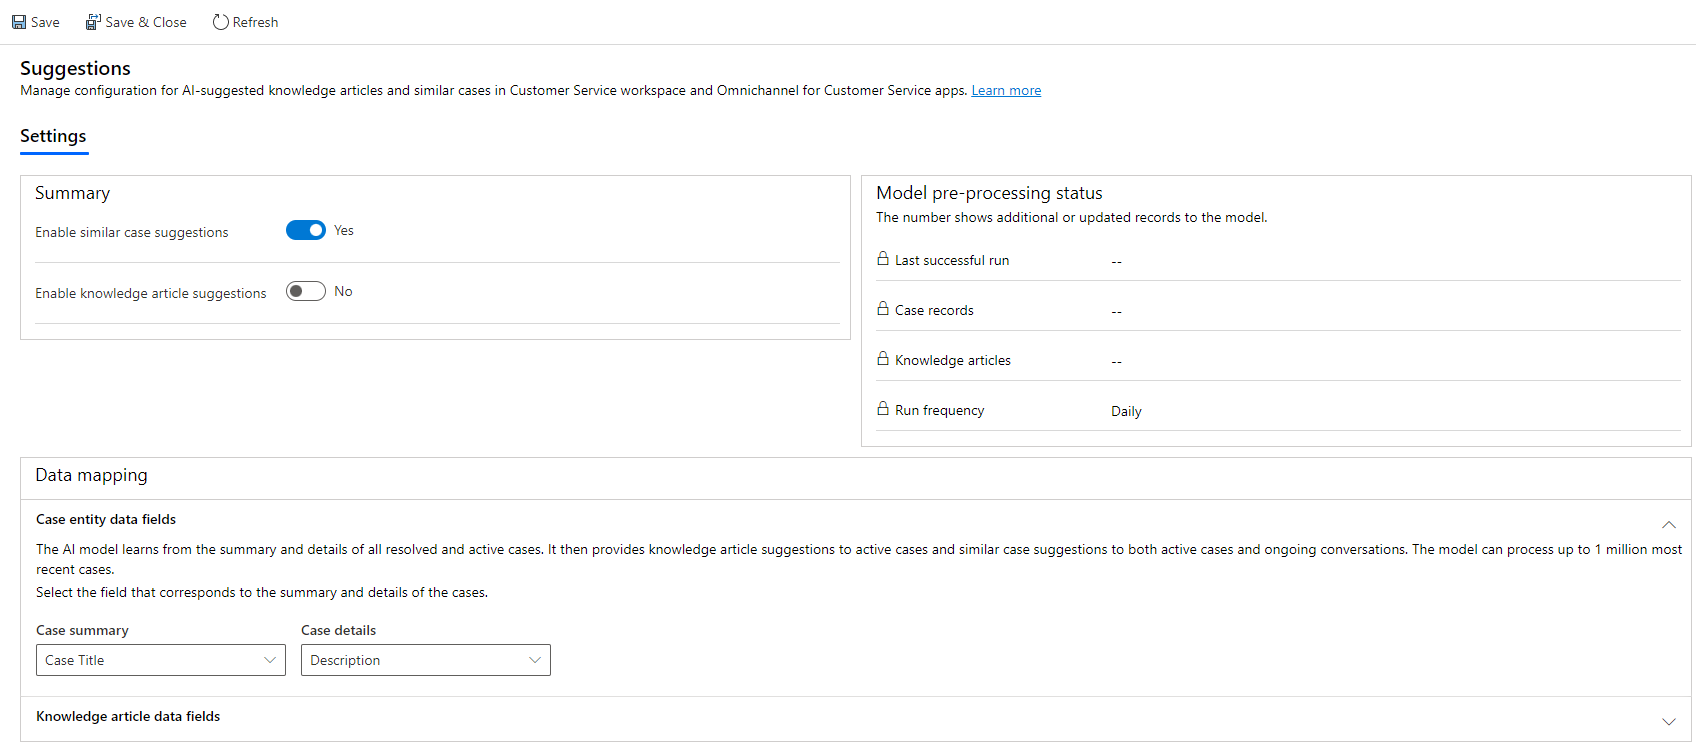 Save
Save & Close
Refresh
Suggestions
Manage configuration for AI-suggested knowledge articles and similar cases in Customer Service workspace and Omnichannel for Customer Service apps. Learn more
Settings
Summary
Enable similar case suggestions
Yes
Enable knowledge article suggestions
No
Model pre-processing status
The number shows additional or updated records to the model.
Last successful run
--
Case records
--
Knowledge articles
--
Run frequency
Daily
Data mapping
Case entity data fields
The AI model learns from the summary and details of all resolved and active cases. It then provides knowledge article suggestions to active cases and similar case suggestions to both active cases and ongoing conversations. The model can process up to 1 million most
recent cases.
Select the field that corresponds to the summary and details of the cases.
Case summary
Case Title
Case details
Description
Knowledge article data fields